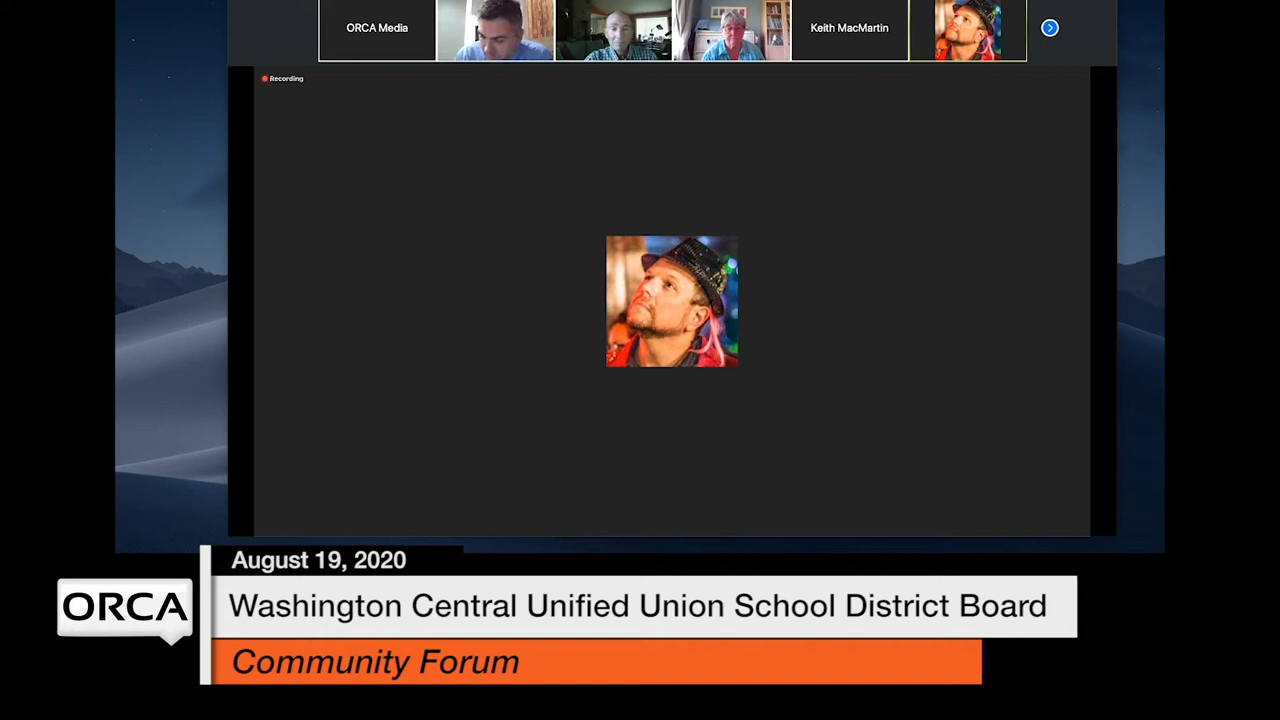 ORCA Media
Keith MacMartin
Recording
August 19, 2020
ORCA
Washington Central Unified Union School District Board
Community Forum